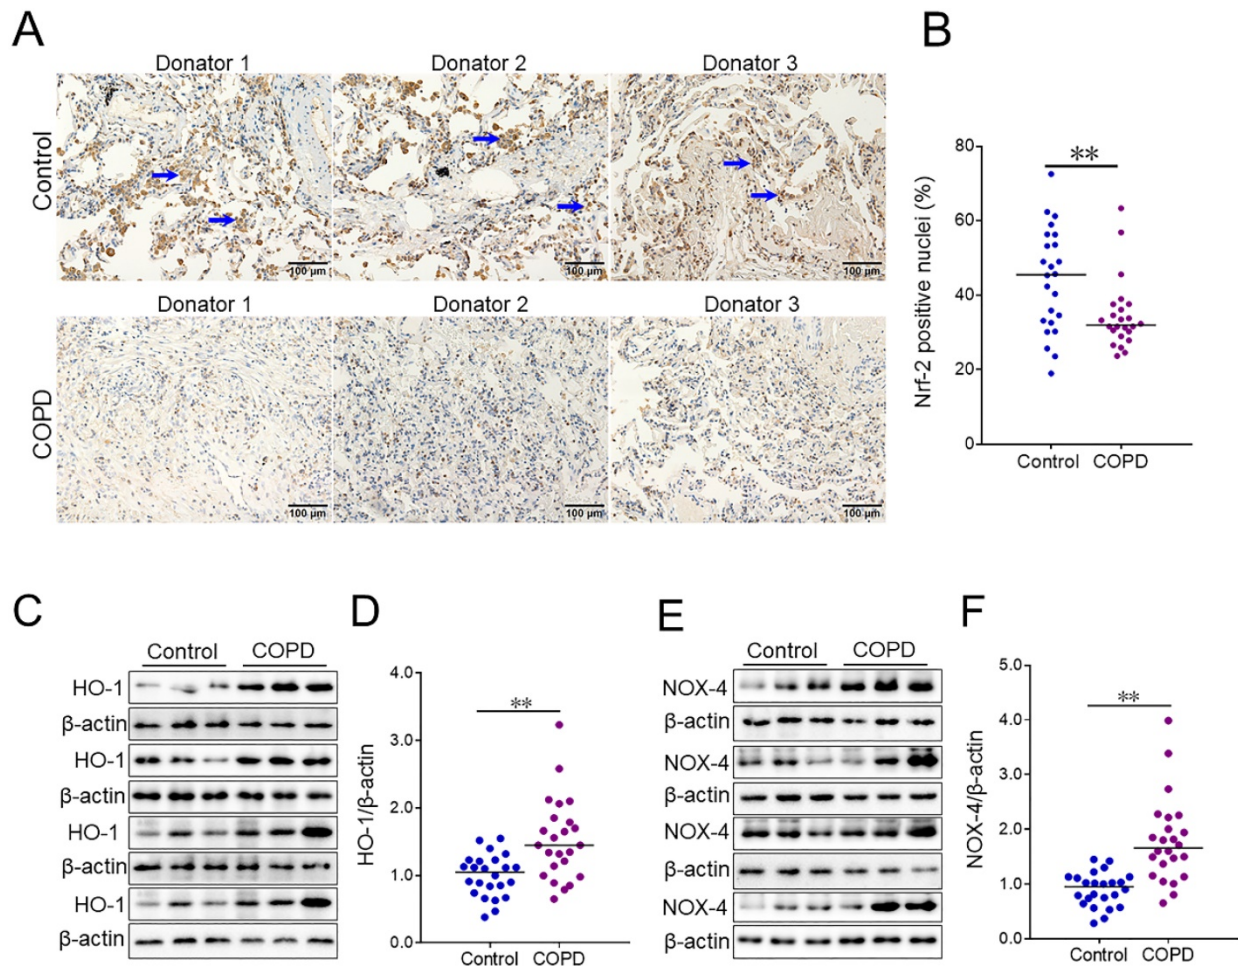 A
B
Donator 1 Donator 2 Donator 3
Control
100 µm 100 µm 100 µm
Donator 1 Donator 2 Donator 3
COPD
100 µm 100 µm 100 µm
Nrf-2 positive nuclei (%)
80
60
40
20
0
**
Control COPD
C
Control COPD
HO-1
β-actin
HO-1
β-actin
HO-1
β-actin
HO-1
β-actin
D
HO-1/β-actin
4.0
3.0
2.0
1.0
0.0
**
Control COPD
E
Control COPD
NOX-4
β-actin
NOX-4
β-actin
NOX-4
β-actin
NOX-4
β-actin
F
NOX-4/β-actin
5.0
4.0
3.0
2.0
1.0
0.0
**
Control COPD